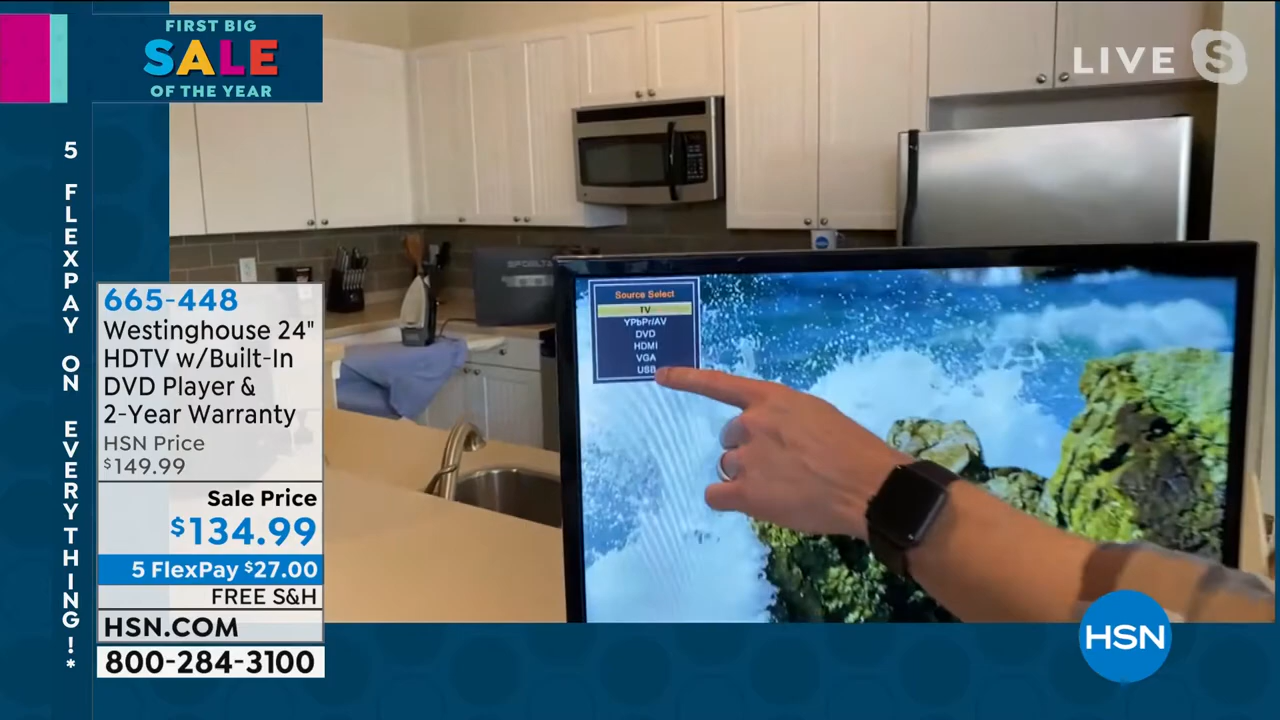 FIRST BIG
SALE
OF THE YEAR
LIVE S
5 FLEXPAY ON EVERYTHING!*
665-448
Westinghouse 24"
HDTV w/Built-In
DVD Player &
2-Year Warranty
HSN Price
$149.99
Sale Price
$134.99
5 FlexPay $27.00
FREE S&H
HSN.COM
800-284-3100
Source Select
TV
YPbPr/AV
DVD
HDMI
VGA
USB
HSN